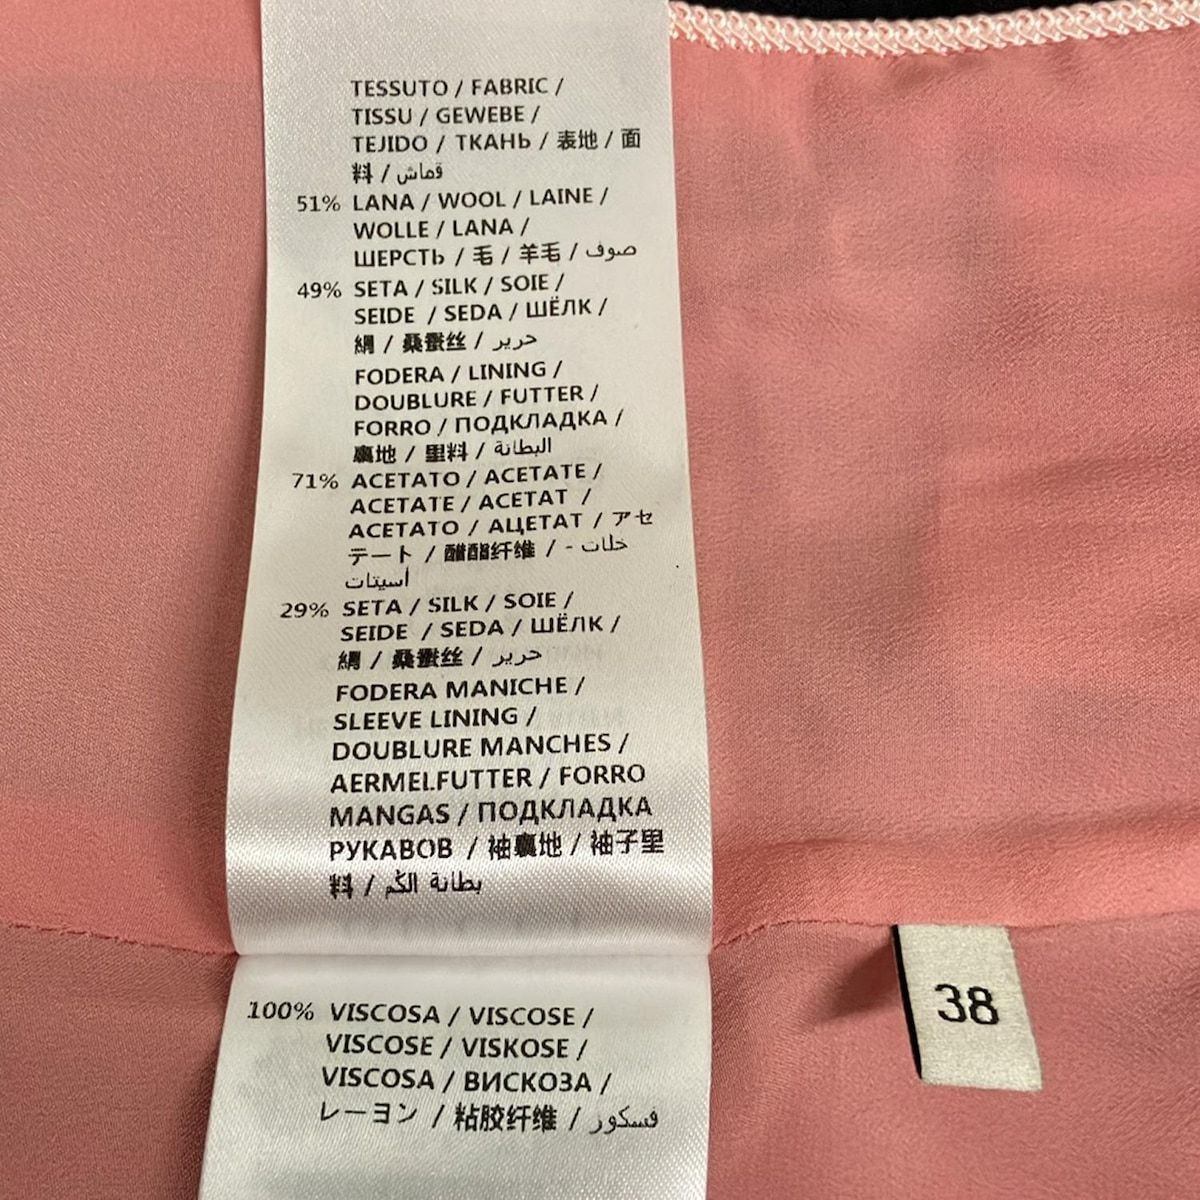 TESSUTO / FABRIC /
TISSU / GEWEBE /
TEJIDO / ТКАНЬ / 表地 / 面
料 / قماش
51% LANA / WOOL / LAINE /
WOLLE / LANA /
ШЕРСТЬ / 毛 / 羊毛 / صوف
49% SETA / SILK / SOIE /
SEIDE / SEDA / ШЁЛК /
絹 / 桑蚕丝 / حرير
FODERA / LINING /
DOUBLURE / FUTTER /
FORRO / ПОДКЛАДКА /
裏地 / 里料 / البطانة
71% ACETATO / ACETATE /
ACETATE / ACETAT /
ACETATO / АЦЕТАТ / アセ
テート / 醋酯纤维 / خلات -
أسيتات
29% SETA / SILK / SOIE /
SEIDE / SEDA / ШЁЛК /
絹 / 桑蚕丝 / حرير
FODERA MANICHE /
SLEEVE LINING /
DOUBLURE MANCHES /
AERMELFUTTER / FORRO
MANGAS / ПОДКЛАДКА
РУКАВОВ / 袖裏地 / 袖子里
料 / بطانة الكُم
100% VISCOSA / VISCOSE /
VISCOSE / VISKOSE /
VISCOSA / ВИСКОЗА /
レーヨン / 粘胶纤维 / فسكوز
38